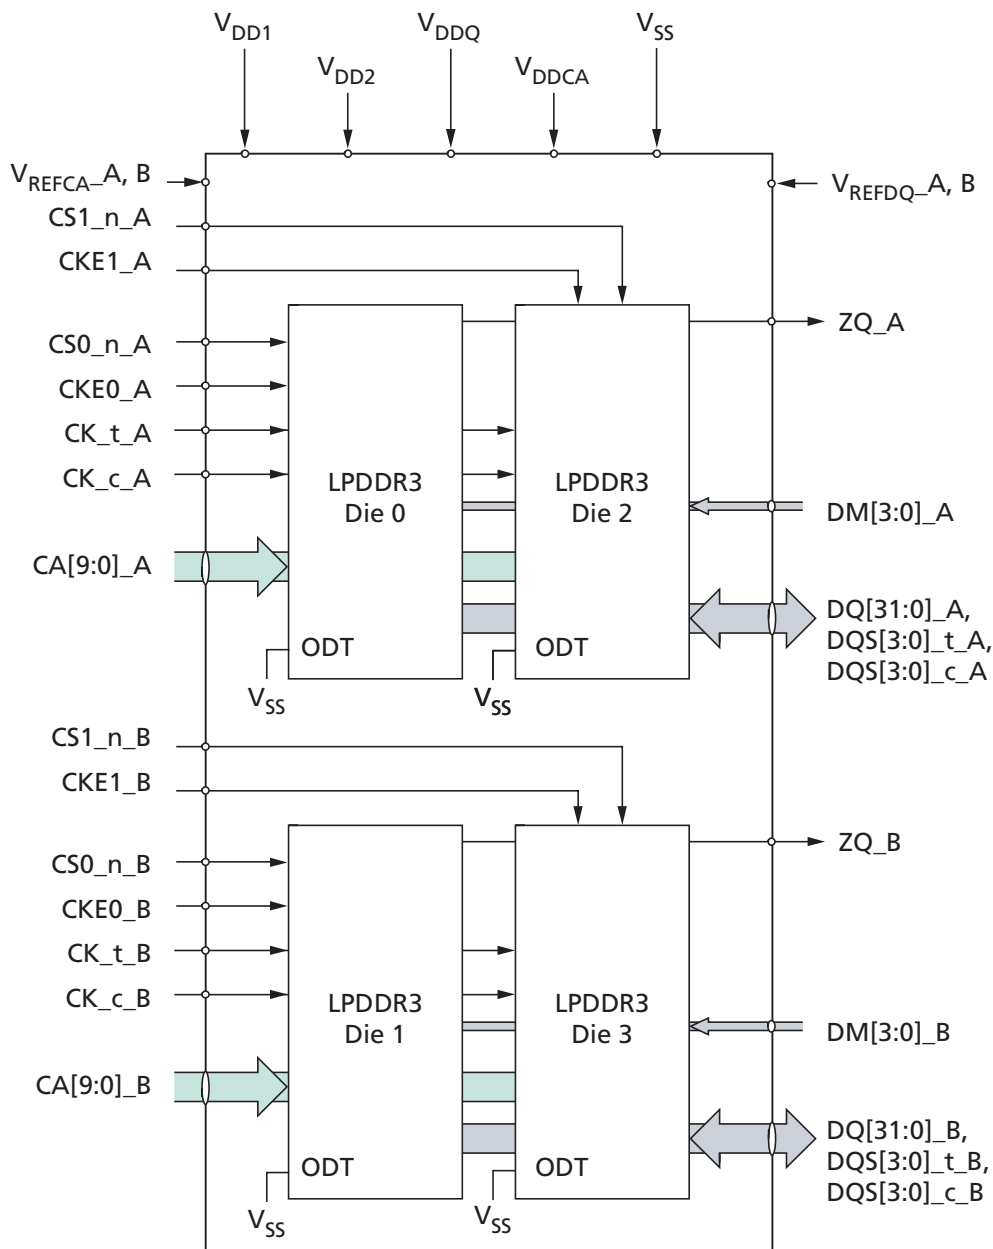 VDD1
VDD2
VDDQ
VDDCA
VSS
VREFCA_A, B
VREFDQ_A, B
CS1_n_A
CKE1_A
CS0_n_A
CKE0_A
CK_t_A
CK_c_A
CA[9:0]_A
LPDDR3
Die 0
ODT
VSS
LPDDR3
Die 2
ODT
VSS
ZQ_A
DM[3:0]_A
DQ[31:0]_A,
DQS[3:0]_t_A,
DQS[3:0]_c_A
CS1_n_B
CKE1_B
CS0_n_B
CKE0_B
CK_t_B
CK_c_B
CA[9:0]_B
LPDDR3
Die 1
ODT
VSS
LPDDR3
Die 3
ODT
VSS
ZQ_B
DM[3:0]_B
DQ[31:0]_B,
DQS[3:0]_t_B,
DQS[3:0]_c_B